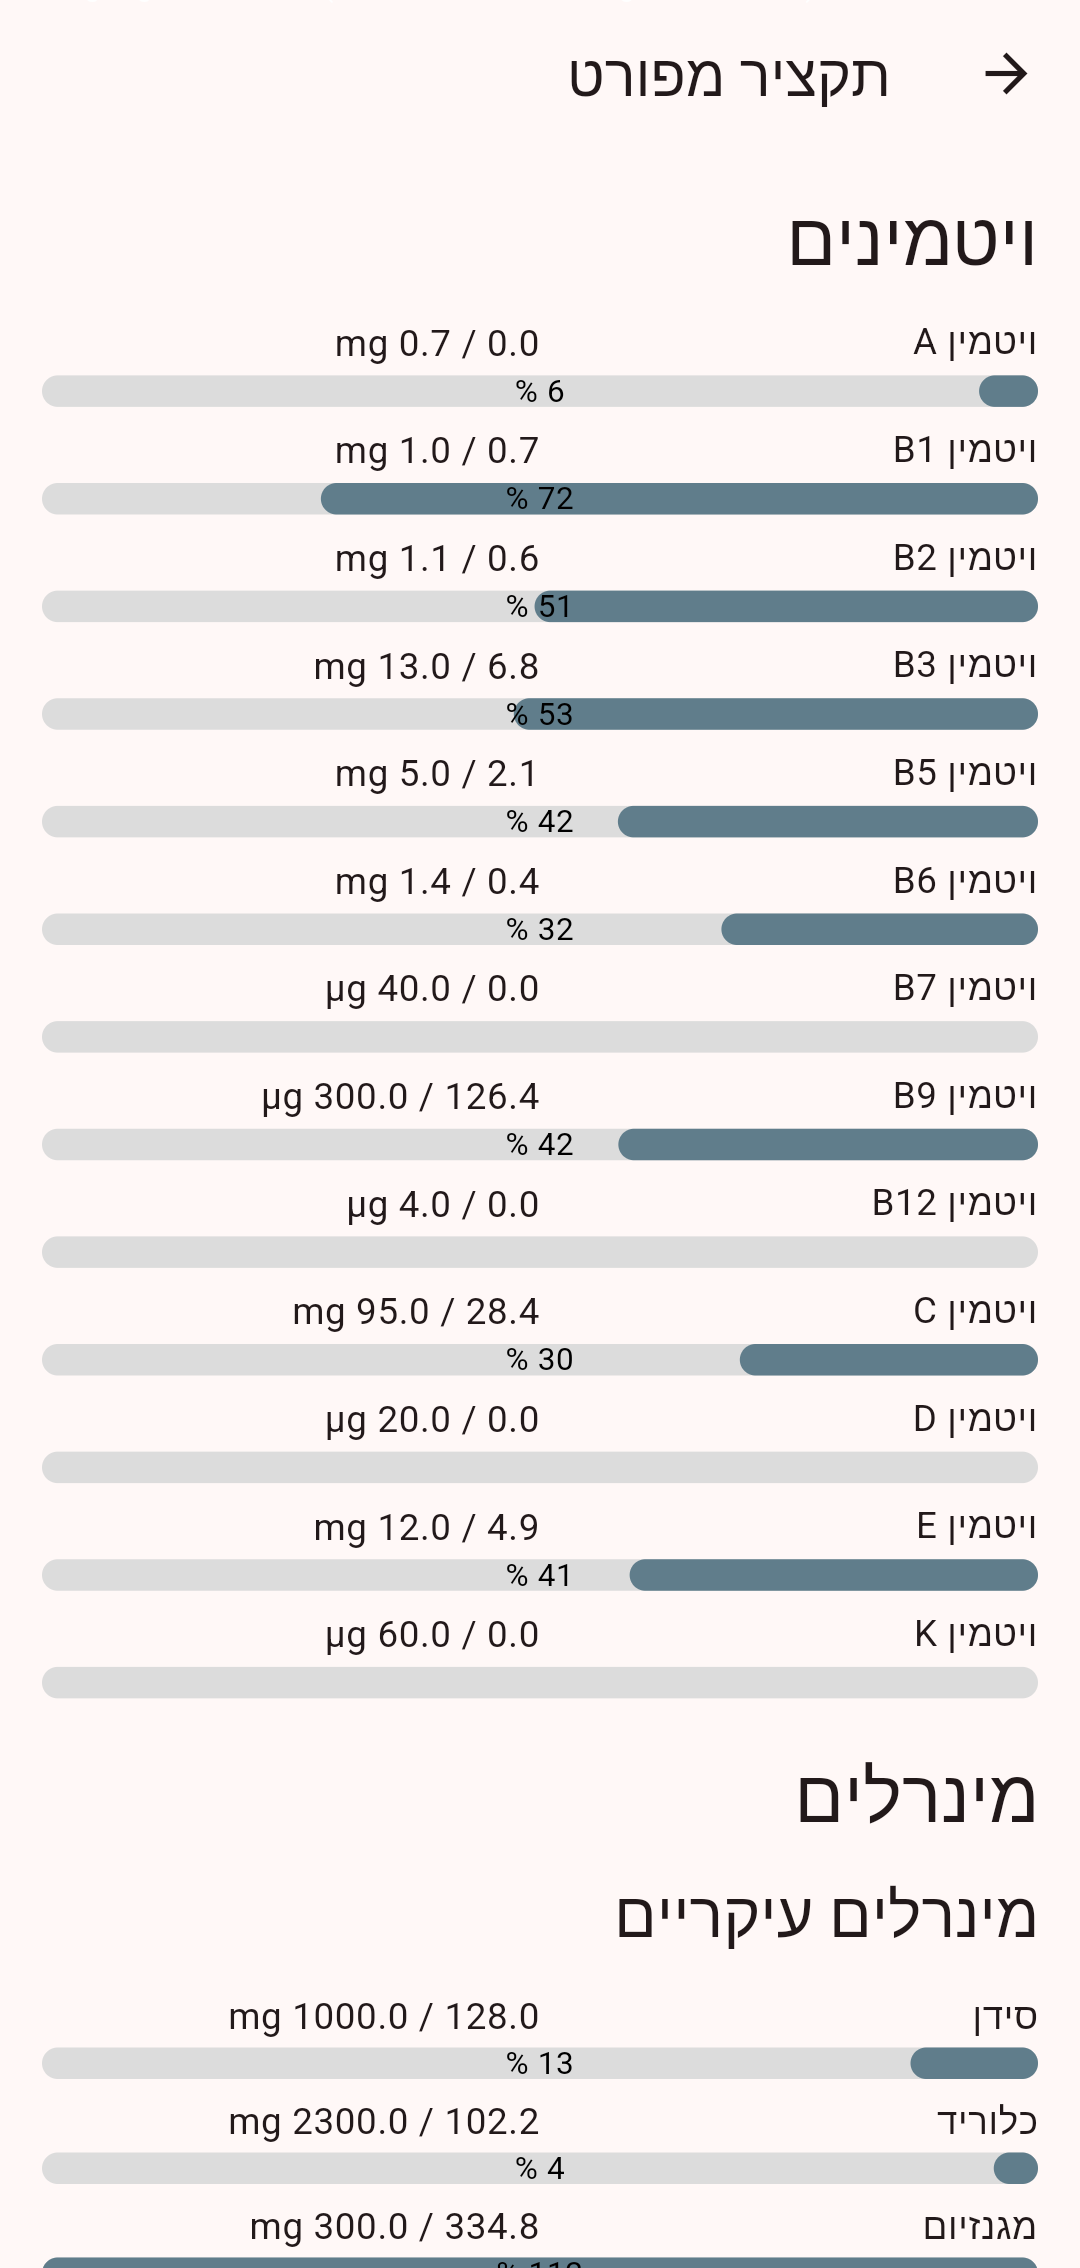 תקציר מפורט
ויטמינים
ויטמין A 0.0 / 0.7 mg
6 %
ויטמין B1 0.7 / 1.0 mg
72 %
ויטמין B2 0.6 / 1.1 mg
51 %
ויטמין B3 6.8 / 13.0 mg
53 %
ויטמין B5 2.1 / 5.0 mg
42 %
ויטמין B6 0.4 / 1.4 mg
32 %
ויטמין B7 0.0 / 40.0 µg
ויטמין B9 126.4 / 300.0 µg
42 %
ויטמין B12 0.0 / 4.0 µg
ויטמין C 28.4 / 95.0 mg
30 %
ויטמין D 0.0 / 20.0 µg
ויטמין E 4.9 / 12.0 mg
41 %
ויטמין K 0.0 / 60.0 µg
מינרלים
מינרלים עיקריים
סידן 128.0 / 1000.0 mg
13 %
כלוריד 102.2 / 2300.0 mg
4 %
מגנזיום 334.8 / 300.0 mg